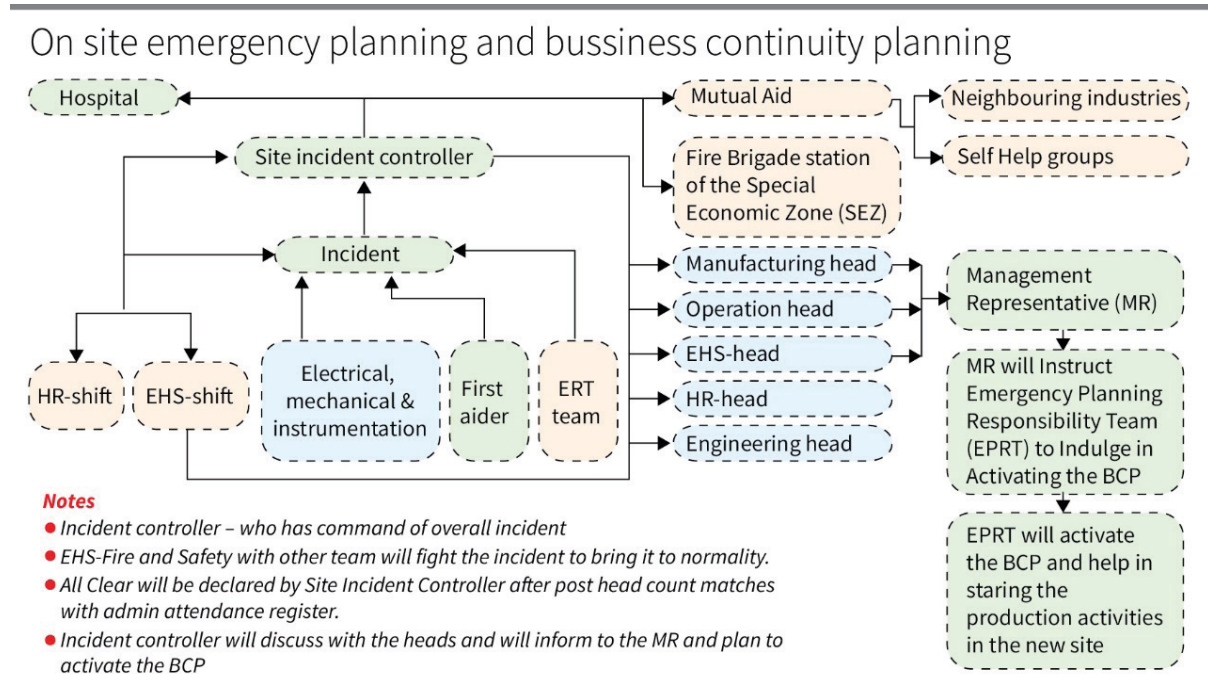 On site emergency planning and bussiness continuity planning
Hospital
Mutual Aid
Neighbouring industries
Self Help groups
Site incident controller
Fire Brigade station
of the Special
Economic Zone (SEZ)
Incident
Manufacturing head
Operation head
EHS-head
HR-head
Engineering head
Management
Representative (MR)
HR-shift
EHS-shift
Electrical,
mechanical &
instrumentation
First
aider
ERT
team
MR will Instruct
Emergency Planning
Responsibility Team
(EPRT) to Indulge in
Activating the BCP
EPRT will activate
the BCP and help in
staring the
production activities
in the new site
Notes
● Incident controller – who has command of overall incident
● EHS-Fire and Safety with other team will fight the incident to bring it to normality.
● All Clear will be declared by Site Incident Controller after post head count matches
with admin attendance register.
● Incident controller will discuss with the heads and will inform to the MR and plan to
activate the BCP